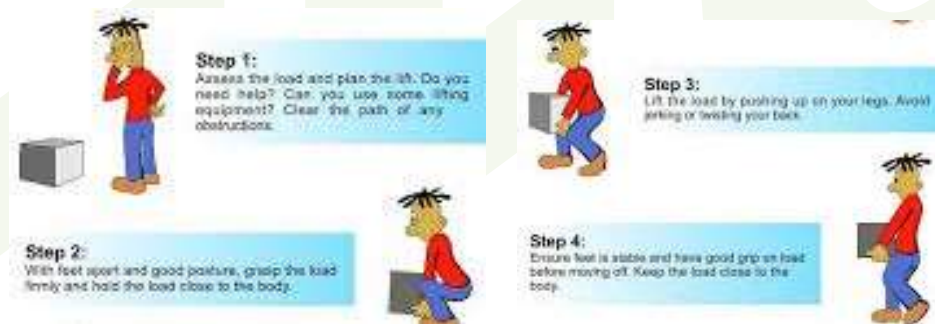 Step 1:
Assess the load and plan the lift. Do you
need help? Can you use some lifting
equipment? Clear the path of any
obstructions.
Step 2:
With feet apart and good posture, grasp the load
firmly and hold the load close to the body.
Step 3:
Lift the load by pushing up on your legs. Avoid
jerking or twisting your back.
Step 4:
Ensure feet is stable and have good grip on load
before moving off. Keep the load close to the
body.